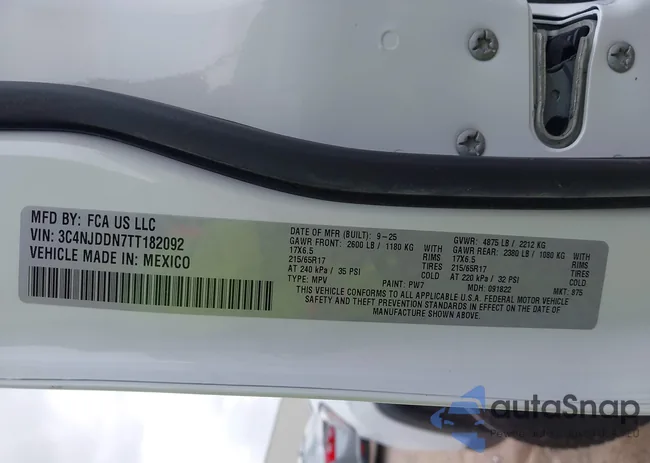 MFD BY: FCA US LLC
VIN: 3C4NJDDN7TT182092
VEHICLE MADE IN: MEXICO
DATE OF MFR (BUILT): 9-25
GAWR FRONT: 2600 LB / 1180 KG WITH
17X6.5 RIMS
215/65R17 TIRES
AT 240 kPa / 35 PSI COLD
TYPE: MPV PAINT: PW7
GVWR: 4875 LB / 2212 KG
GAWR REAR: 2380 LB / 1080 KG WITH
17X6.5 RIMS
215/65R17 TIRES
AT 220 kPa / 32 PSI COLD
MDH: 091822 MKT: 875
THIS VEHICLE CONFORMS TO ALL APPLICABLE U.S.A. FEDERAL MOTOR VEHICLE
SAFETY AND THEFT PREVENTION STANDARDS IN EFFECT ON THE DATE OF
MANUFACTURE SHOWN ABOVE.
autoSnap